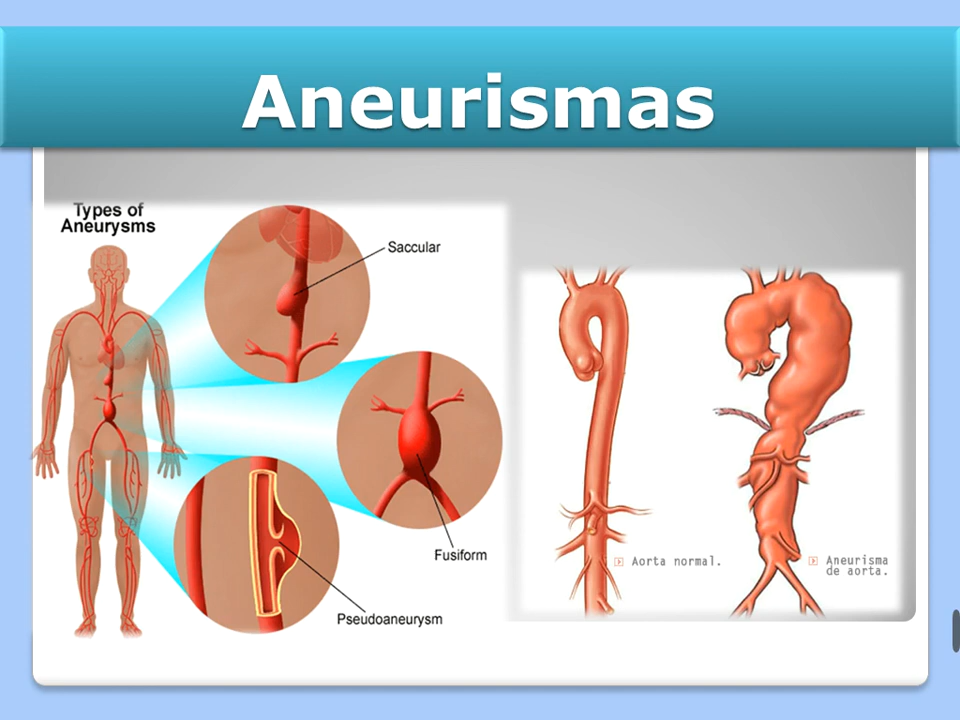 Aneurismas
Types of
Aneurysms
Saccular
Fusiform
Pseudoaneurysm
Aorta normal.
Aneurisma
de aorta.